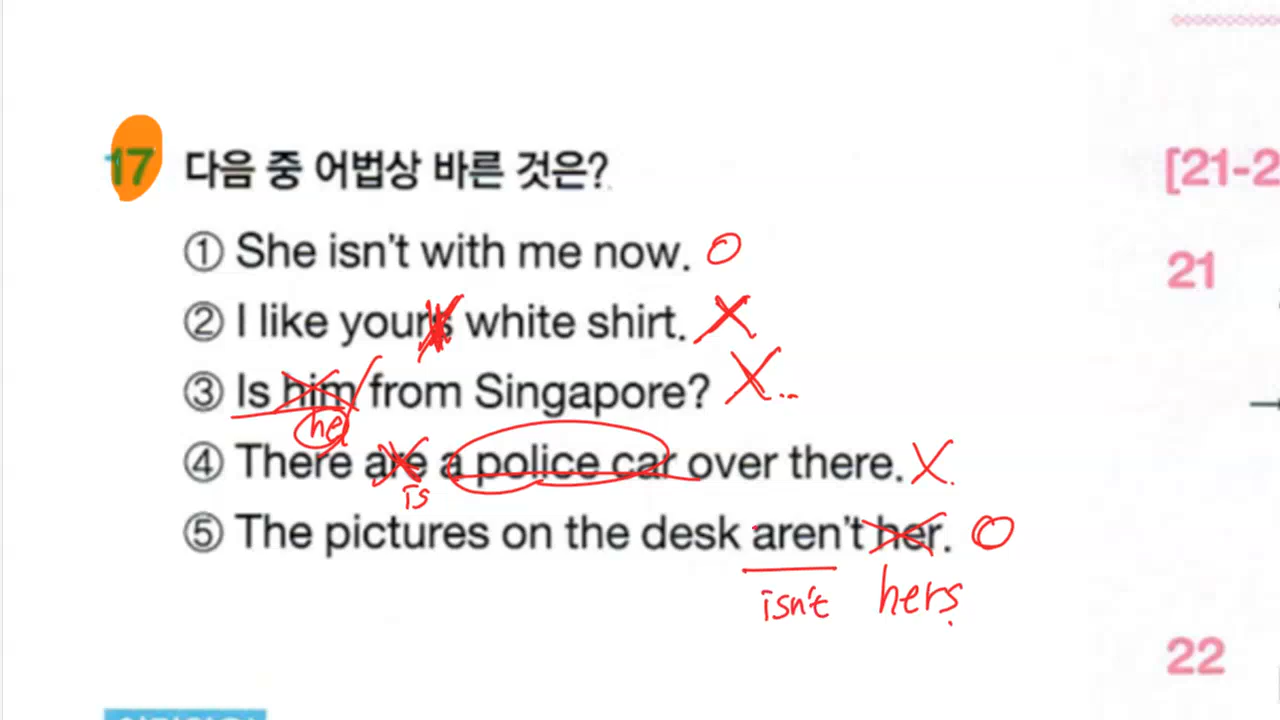 17 다음 중 어법상 바른 것은?
① She isn't with me now. O
② I like yours white shirt. X
③ Is him from Singapore? X
he
④ There are a police car over there. X
is
⑤ The pictures on the desk aren't her. O
isn't hers
[21-2
21
22